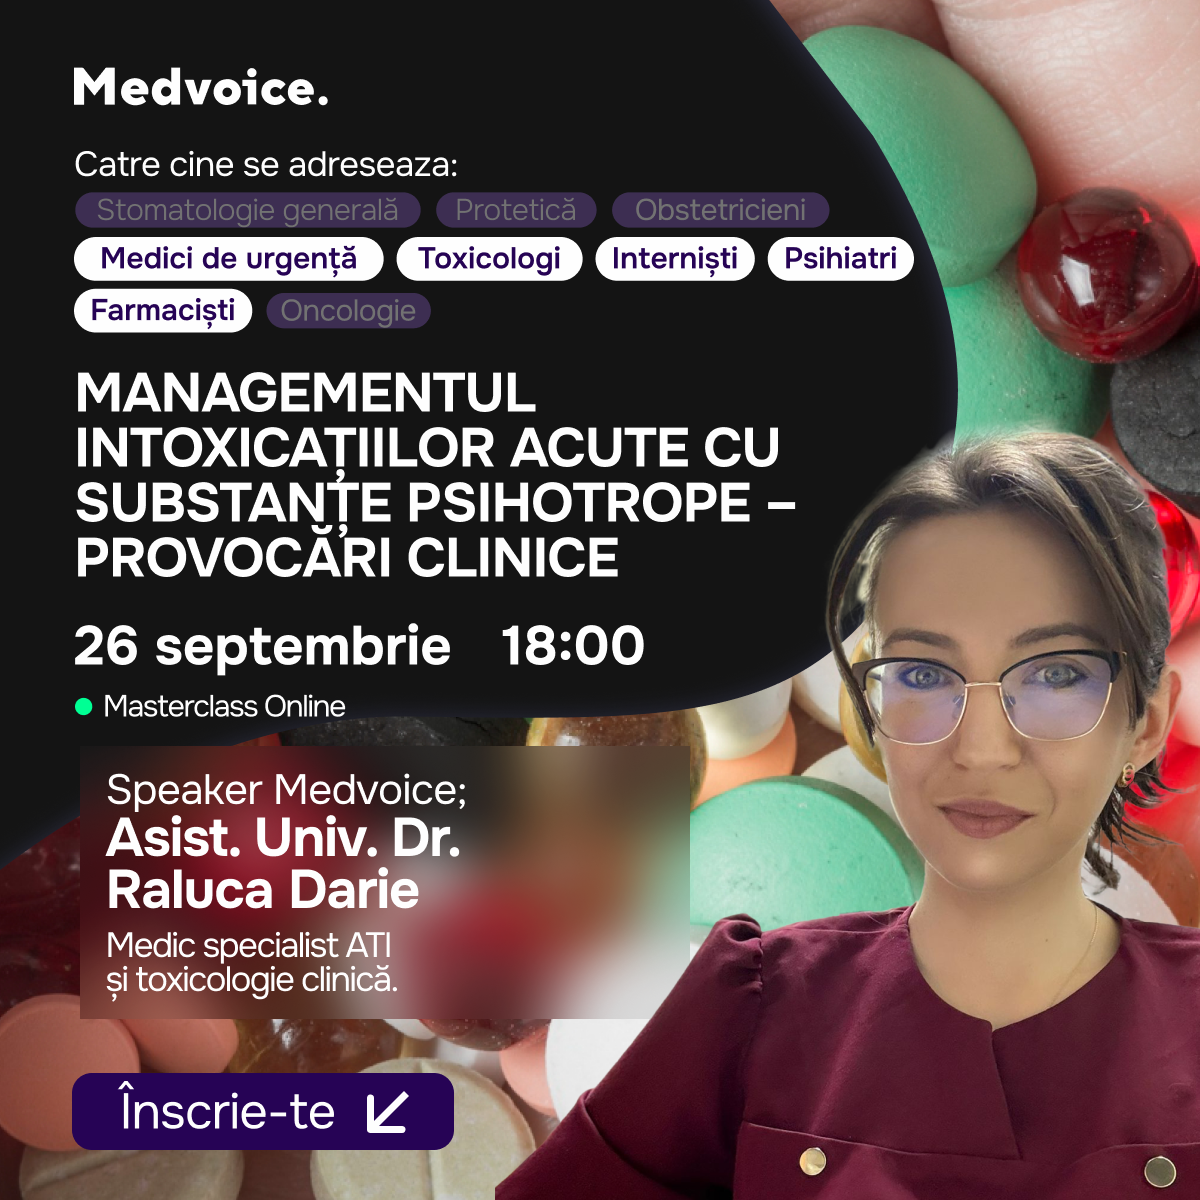 Medvoice.
Catre cine se adreseaza:
Stomatologie generală Protetică Obstetricieni
Medici de urgență Toxicologi Interniști Psihiatri
Farmaciști Oncologie
MANAGEMENTUL
INTOXICAȚIILOR ACUTE CU
SUBSTANȚE PSIHOTROPE –
PROVOCĂRI CLINICE
26 septembrie 18:00
Masterclass Online
Speaker Medvoice;
Asist. Univ. Dr.
Raluca Darie
Medic specialist ATI
și toxicologie clinică.
Înscrie-te